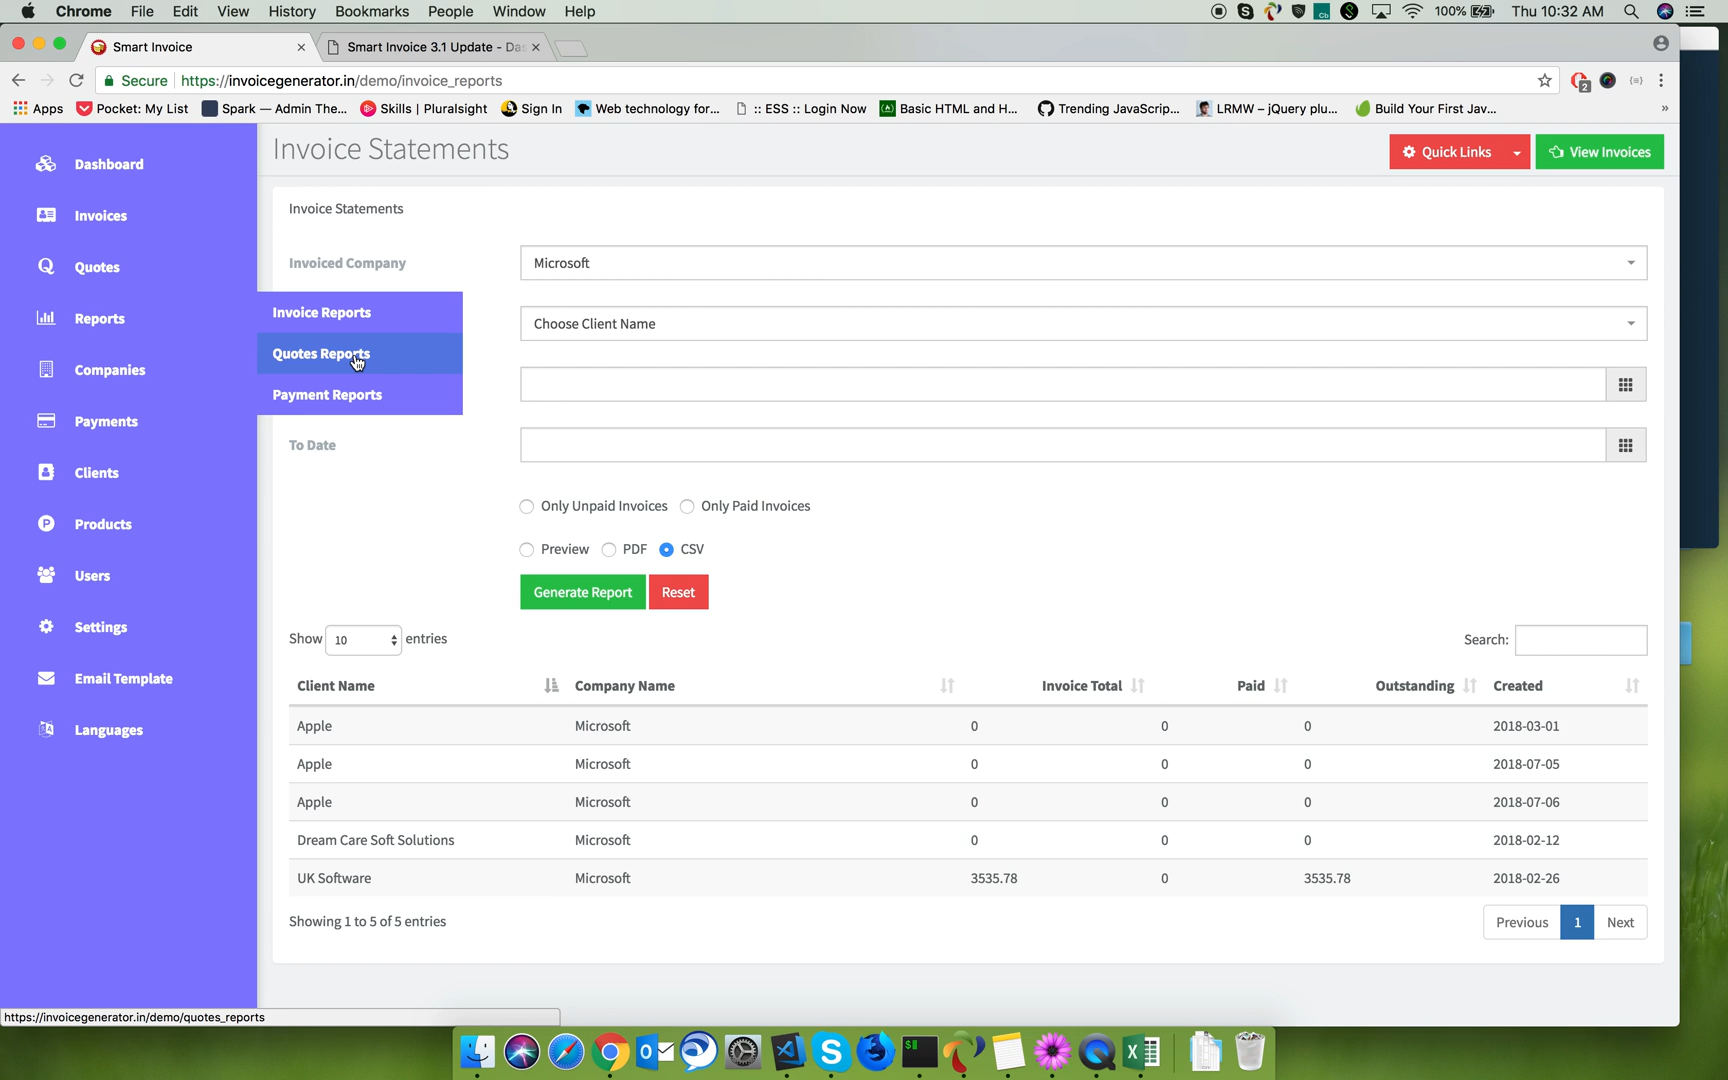 Chrome File Edit View History Bookmarks People Window Help 100% Thu 10:32 AM
Smart Invoice Smart Invoice 3.1 Update - Da
Secure https://invoicegenerator.in/demo/invoice_reports 2
Apps Pocket: My List Spark — Admin The... Skills | Pluralsight Sign In Web technology for... :: ESS :: Login Now Basic HTML and H... Trending JavaScrip... LRMW – jQuery plu... Build Your First Jav... »
Invoice Statements
Quick Links View Invoices
Dashboard
Invoices
Quotes
Reports
Companies
Payments
Clients
Products
Users
Settings
Email Template
Languages
Invoice Reports
Quotes Reports
Payment Reports
Invoice Statements
Invoiced Company Microsoft
Choose Client Name
To Date
Only Unpaid Invoices Only Paid Invoices
Preview PDF CSV
Generate Report Reset
Show 10 entries Search:
Client Name Company Name Invoice Total Paid Outstanding Created
Apple Microsoft 0 0 0 2018-03-01
Apple Microsoft 0 0 0 2018-07-05
Apple Microsoft 0 0 0 2018-07-06
Dream Care Soft Solutions Microsoft 0 0 0 2018-02-12
UK Software Microsoft 3535.78 0 3535.78 2018-02-26
Showing 1 to 5 of 5 entries Previous 1 Next
https://invoicegenerator.in/demo/quotes_reports